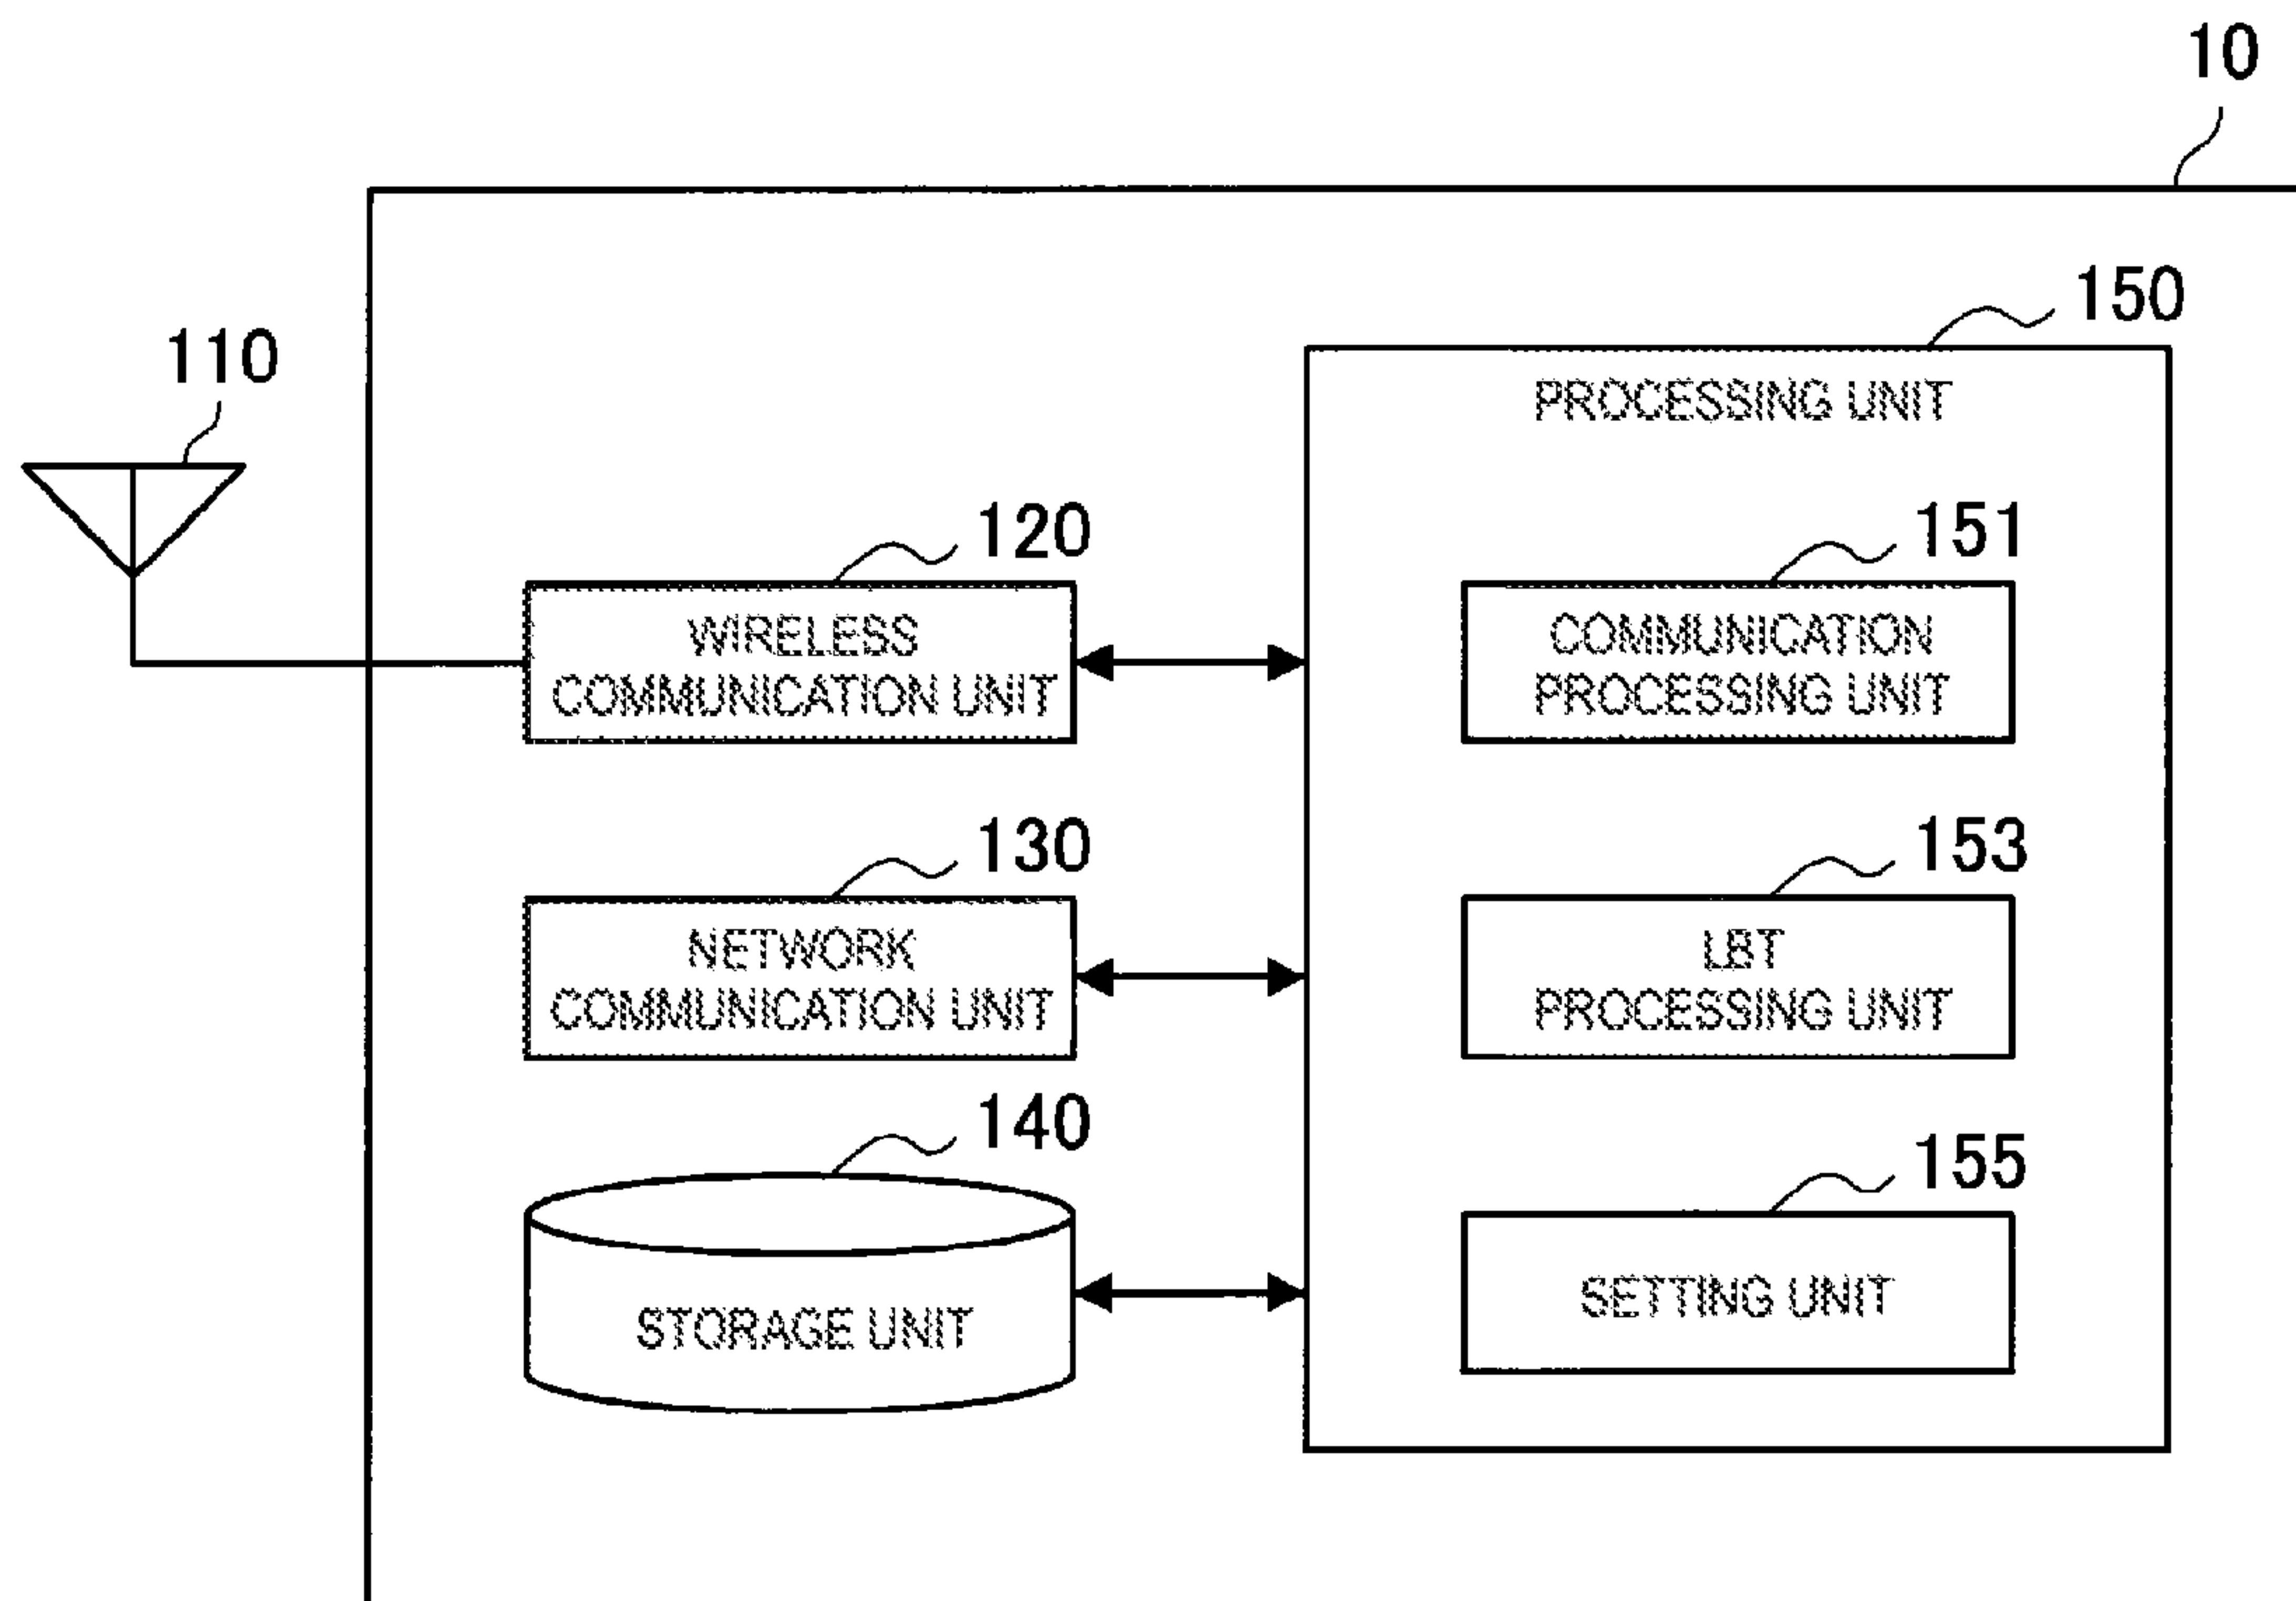 10
150
110
PROCESSING UNIT
120
151
WIRELESS
COMMUNICATION UNIT
COMMUNICATION
PROCESSING UNIT
130
153
NETWORK
COMMUNICATION UNIT
LBT
PROCESSING UNIT
140
155
STORAGE UNIT
SETTING UNIT